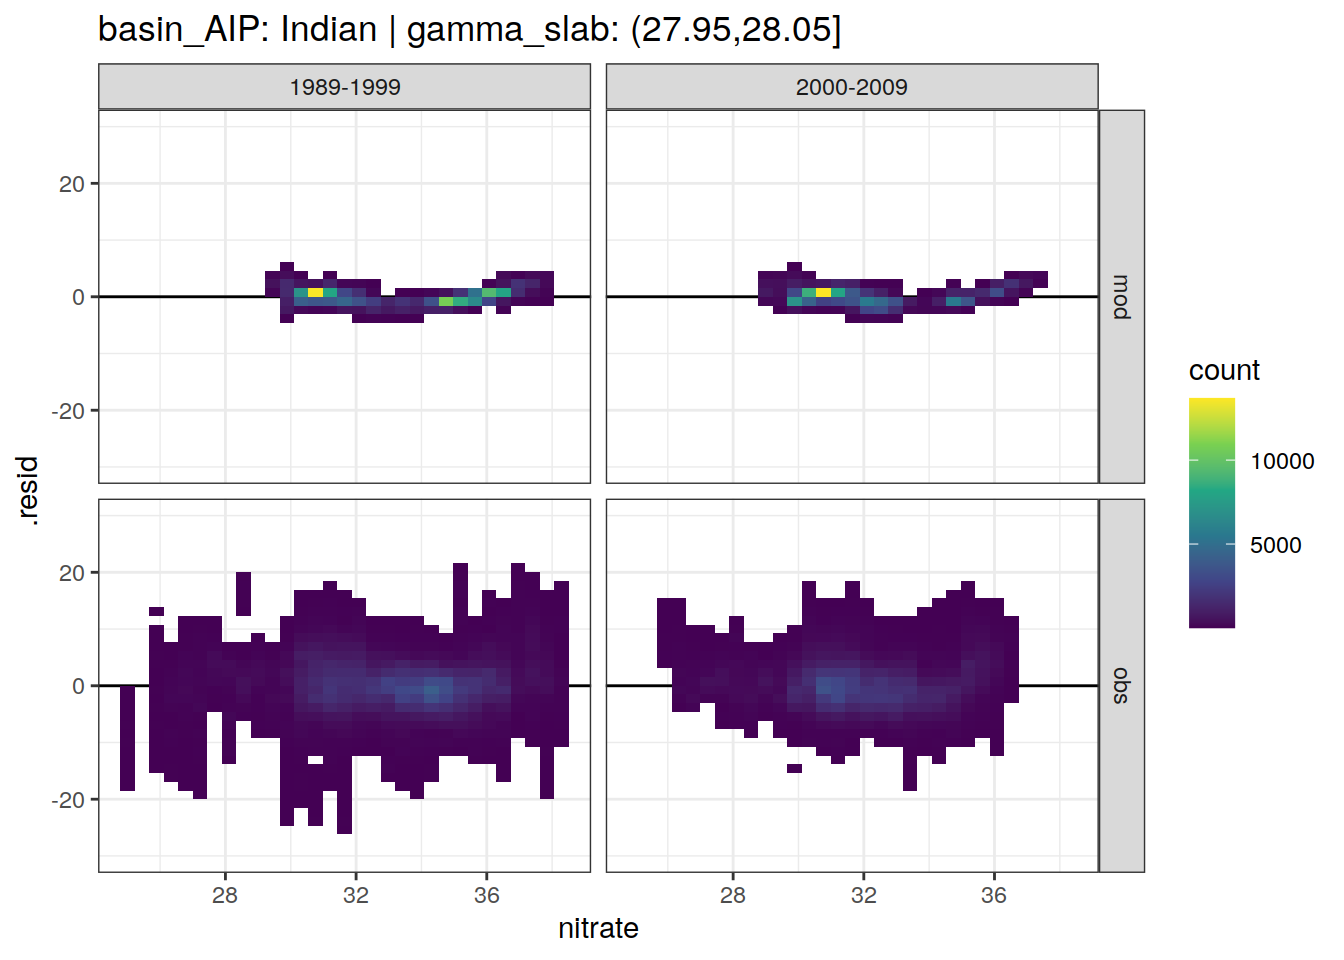 basin_AIP: Indian | gamma_slab: (27.95,28.05]
1989-1999
2000-2009
20
0
-20
mod
20
0
-20
obs
.resid
28
32
36
28
32
36
nitrate
count
10000
5000